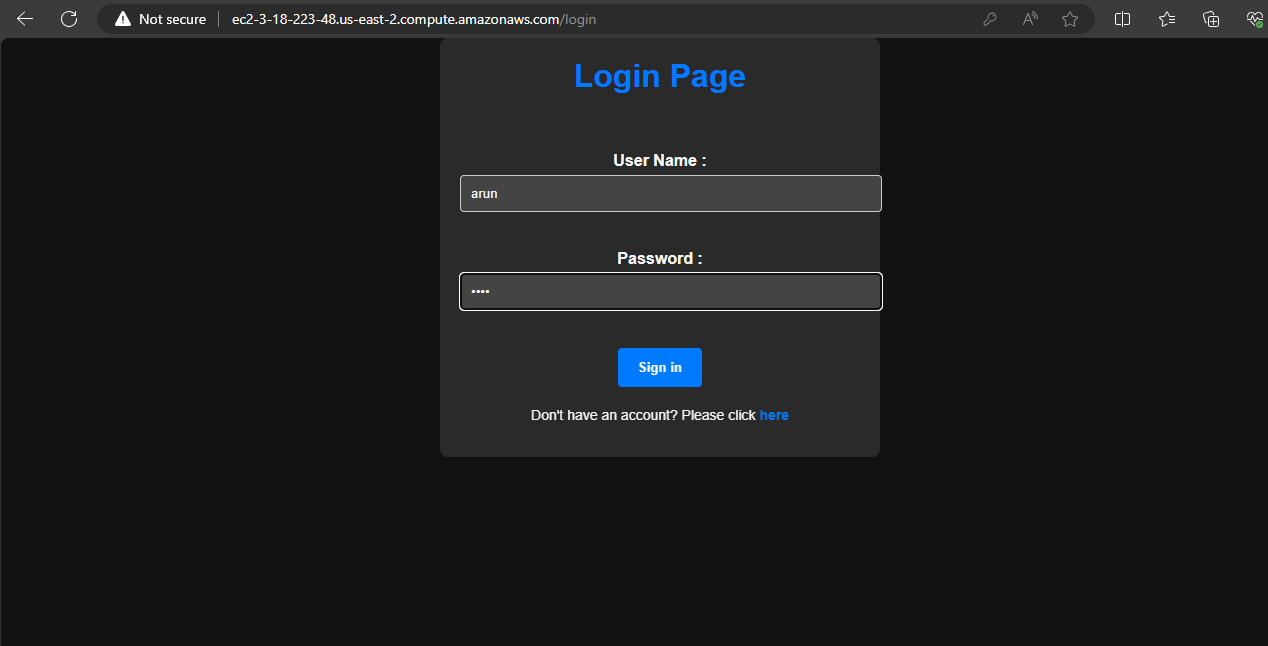 Not secure ec2-3-18-223-48.us-east-2.compute.amazonaws.com/login
Login Page
User Name :
arun
Password :
••••
Sign in
Don't have an account? Please click here